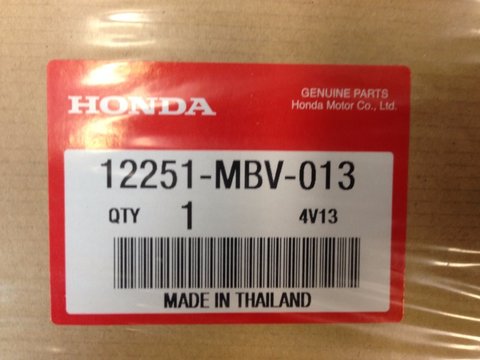 HONDA
GENUINE PARTS
Honda Motor Co., Ltd.
12251-MBV-013
QTY 1 4V13
MADE IN THAILAND